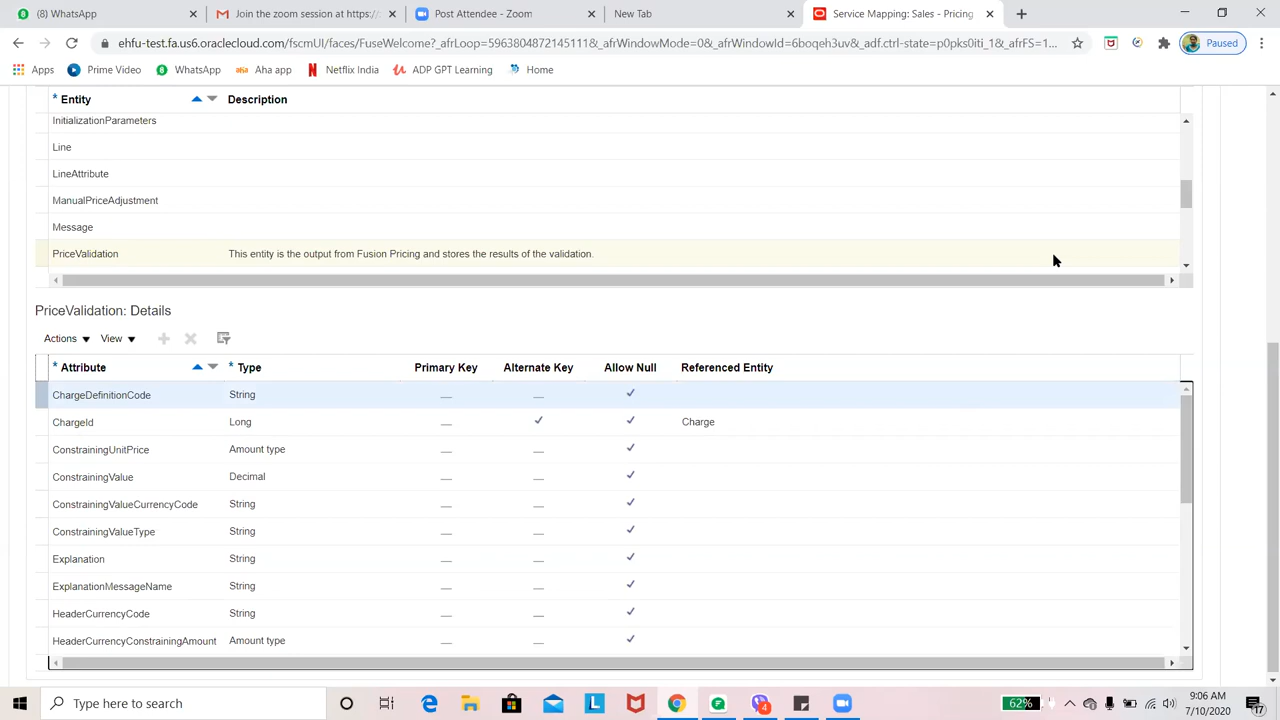 (8) WhatsApp
Join the zoom session at https:/
Post Attendee - Zoom
New Tab
Service Mapping: Sales - Pricing
ehfu-test.fa.us6.oraclecloud.com/fscmUI/faces/FuseWelcome?_afrLoop=5638048721451118&_afrWindowMode=0&_afrWindowId=6boqeh3uv&_adf.ctrl-state=p0pks0iti_1&_afrFS=1...
Paused
Apps
Prime Video
WhatsApp
aha Aha app
Netflix India
ADP GPT Learning
Home
* Entity
Description
InitializationParameters
Line
LineAttribute
ManualPriceAdjustment
Message
PriceValidation This entity is the output from Fusion Pricing and stores the results of the validation.
PriceValidation: Details
Actions View
* Attribute * Type Primary Key Alternate Key Allow Null Referenced Entity
ChargeDefinitionCode String
ChargeId Long Charge
ConstrainingUnitPrice Amount type
ConstrainingValue Decimal
ConstrainingValueCurrencyCode String
ConstrainingValueType String
Explanation String
ExplanationMessageName String
HeaderCurrencyCode String
HeaderCurrencyConstrainingAmount Amount type
Type here to search
4
62%
9:06 AM
7/10/2020
17